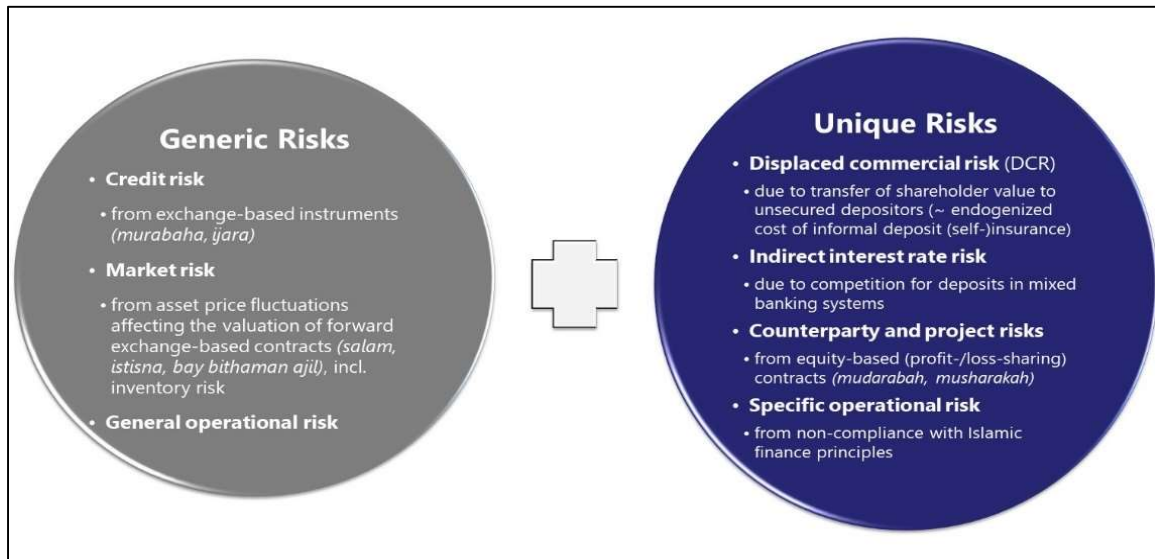 Generic Risks
• Credit risk
• from exchange-based instruments
(murabaha, ijara)
• Market risk
• from asset price fluctuations
affecting the valuation of forward
exchange-based contracts (salam,
istisna, bay bithaman ajil), incl.
inventory risk
• General operational risk
Unique Risks
• Displaced commercial risk (DCR)
• due to transfer of shareholder value to
unsecured depositors (~ endogenized
cost of informal deposit (self-)insurance)
• Indirect interest rate risk
• due to competition for deposits in mixed
banking systems
• Counterparty and project risks
• from equity-based (profit-/loss-sharing)
contracts (mudarabah, musharakah)
• Specific operational risk
• from non-compliance with Islamic
finance principles